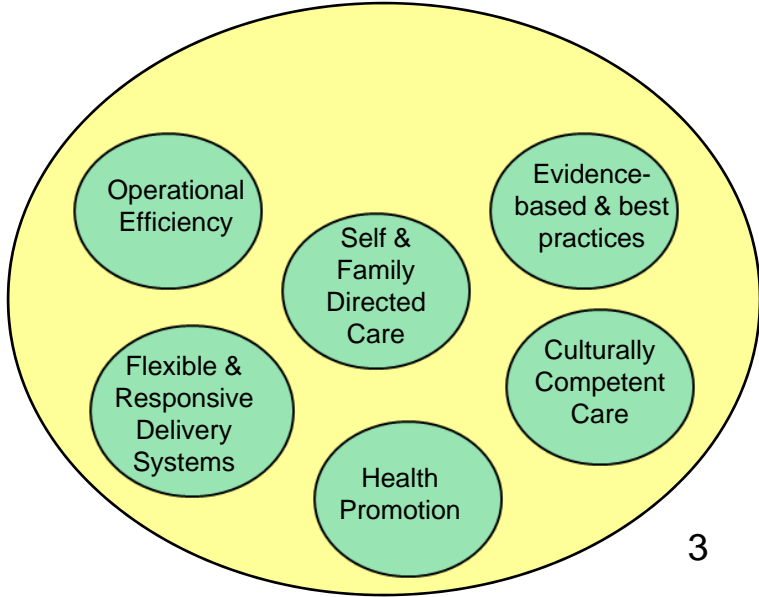 Operational
Efficiency
Evidence-
based & best
practices
Self &
Family
Directed
Care
Flexible &
Responsive
Delivery
Systems
Culturally
Competent
Care
Health
Promotion
3